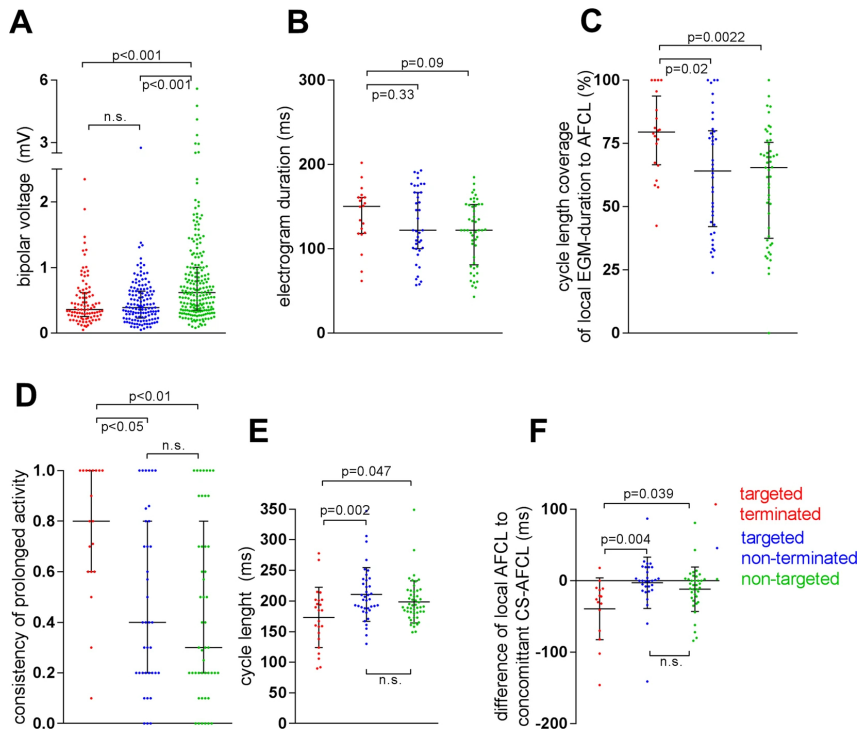 A
p<0.001
p<0.001
n.s.
bipolar voltage (mV)
6
3
2
1
0
B
p=0.09
p=0.33
electrogram duration (ms)
300
200
100
0
C
p=0.0022
p=0.02
cycle length coverage
of local EGM-duration to AFCL (%)
100
75
50
25
0
D
p<0.01
p<0.05
n.s.
consistency of prolonged activity
1.0
0.8
0.6
0.4
0.2
0.0
E
p=0.047
p=0.002
n.s.
cycle lenght (ms)
350
300
250
200
150
100
50
0
F
p=0.039
p=0.004
n.s.
difference of local AFCL to
concomittant CS-AFCL (ms)
100
0
-100
-200
targeted
terminated
targeted
non-terminated
non-targeted